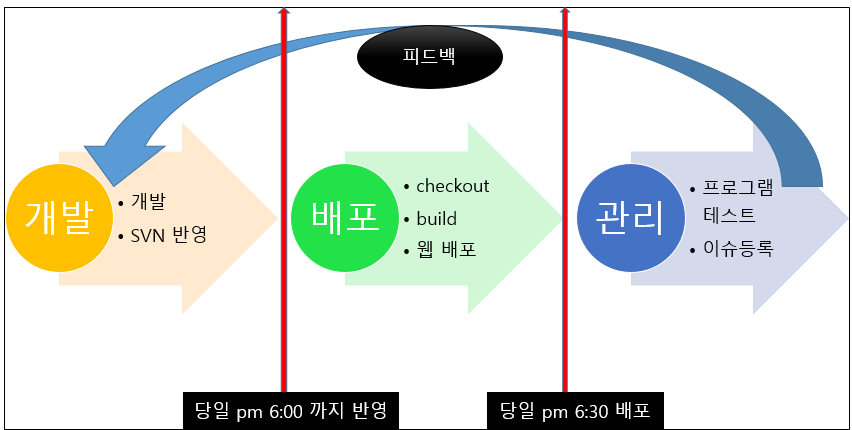 피드백
개발
• 개발
• SVN 반영
배포
• checkout
• build
• 웹 배포
관리
• 프로그램
테스트
• 이슈등록
당일 pm 6:00 까지 반영
당일 pm 6:30 배포